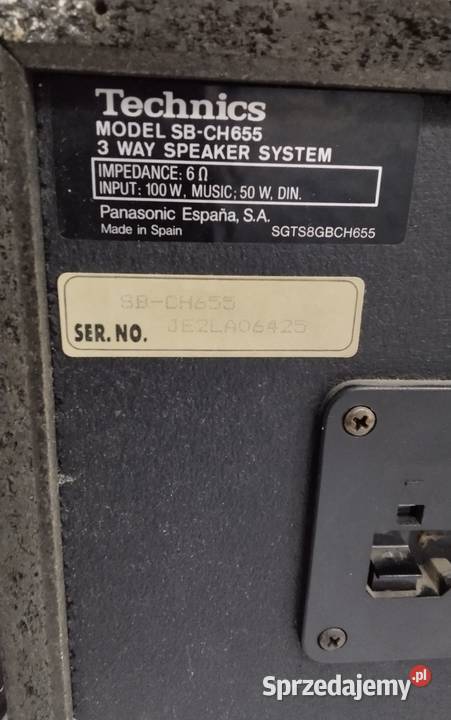 Technics
MODEL SB-CH655
3 WAY SPEAKER SYSTEM
IMPEDANCE: 6 Ω
INPUT: 100 W, MUSIC; 50 W, DIN.
Panasonic España, S.A.
Made in Spain SGTS8GBCH655
SB-CH655
SER. NO. JE2LA06425
Sprzedajemy.pl